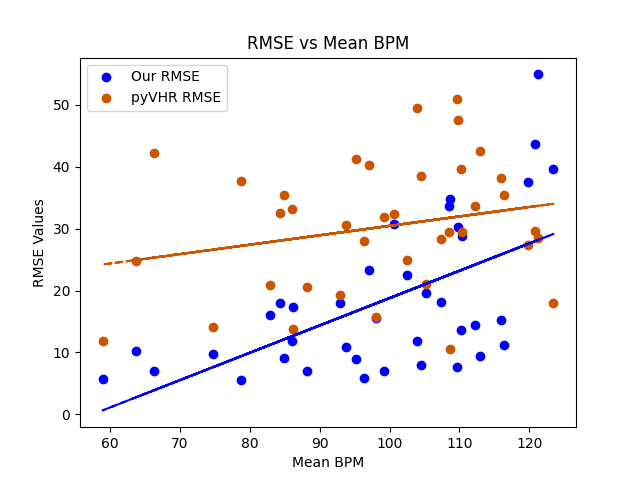 RMSE vs Mean BPM
Our RMSE
pyVHR RMSE
RMSE Values
50
40
30
20
10
0
60 70 80 90 100 110 120
Mean BPM